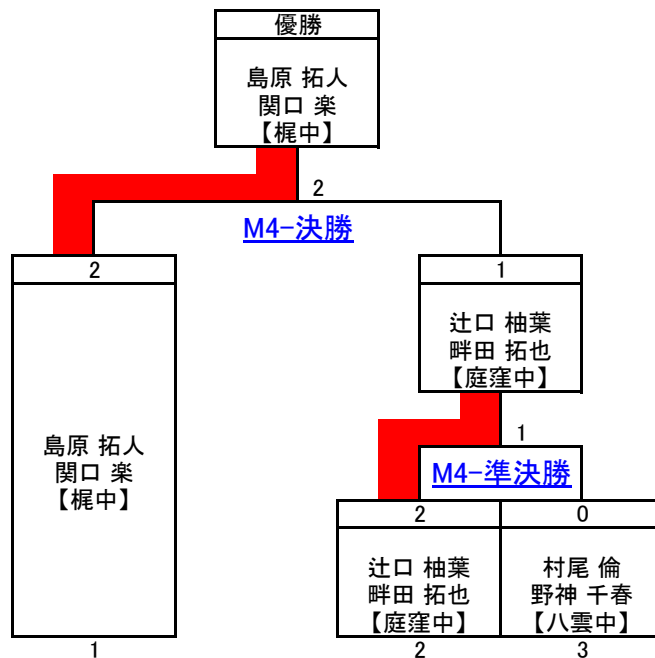 優勝
島原 拓人
関口 楽
【梶中】
2
M4-決勝
2
1
辻口 柚葉
畔田 拓也
【庭窪中】
島原 拓人
関口 楽
【梶中】
1
M4-準決勝
2
0
辻口 柚葉
畔田 拓也
【庭窪中】
村尾 倫
野神 千春
【八雲中】
1
2
3